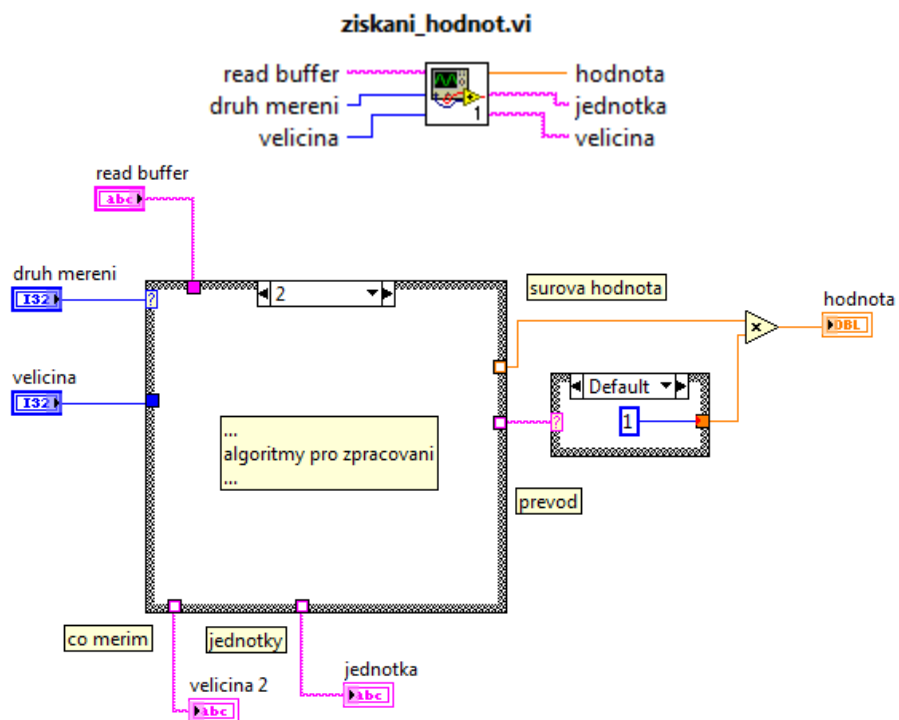 ziskani_hodnot.vi
read buffer
hodnota
druh mereni
jednotka
velicina
velicina
1
read buffer
abc
druh mereni
I32
?
2
surova hodnota
hodnota
x
DBL
velicina
I32
Default
?
1
...
algoritmy pro zpracovani
...
prevod
co merim
jednotky
velicina 2
abc
jednotka
abc